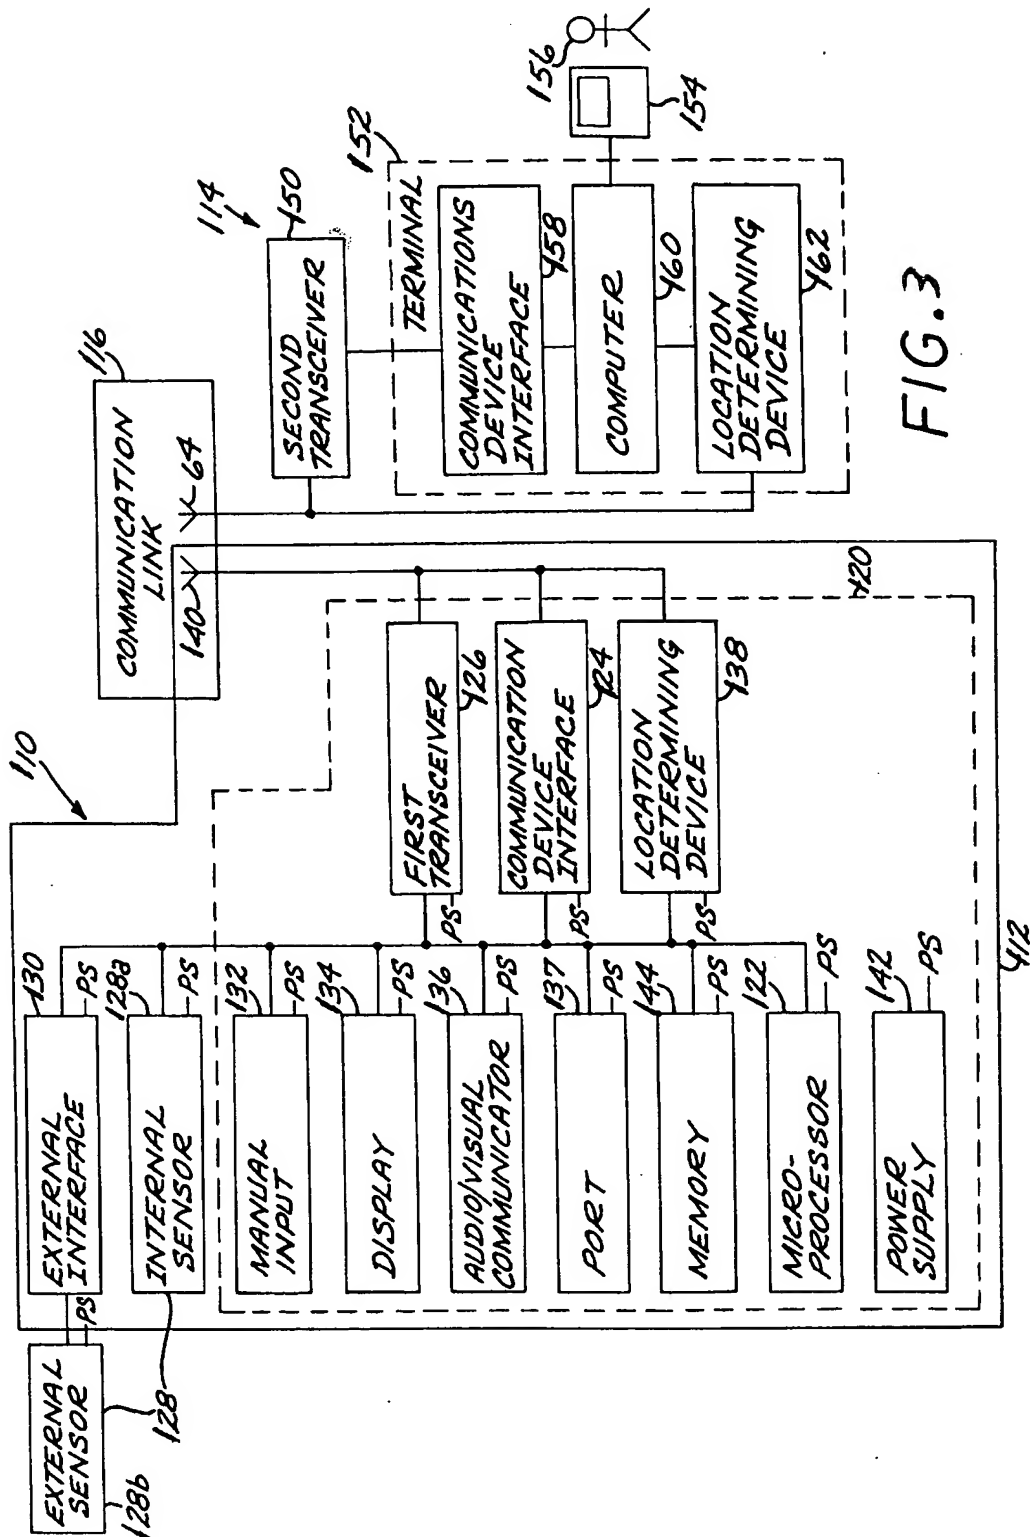 110
116
COMMUNICATION
LINK
140
64
114
150
SECOND
TRANSCEIVER
152
TERMINAL
COMMUNICATIONS
DEVICE
INTERFACE
158
COMPUTER
160
LOCATION
DETERMINING
DEVICE
162
156
154
EXTERNAL
SENSOR
128b
128
PS
EXTERNAL
INTERFACE
130
PS
INTERNAL
SENSOR
128a
PS
MANUAL
INPUT
132
PS
DISPLAY
134
PS
AUDIO/VISUAL
COMMUNICATOR
136
PS
PORT
137
PS
MEMORY
144
PS
MICRO-
PROCESSOR
122
PS
POWER
SUPPLY
142
PS
FIRST
TRANSCEIVER
126
PS
COMMUNICATION
DEVICE
INTERFACE
124
PS
LOCATION
DETERMINING
DEVICE
138
PS
120
112
FIG.3